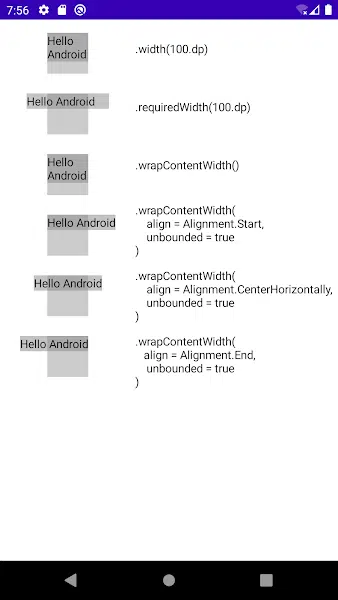 7:56
Hello
Android
.width(100.dp)
Hello Android
.requiredWidth(100.dp)
Hello
Android
.wrapContentWidth()
Hello Android
.wrapContentWidth(
align = Alignment.Start,
unbounded = true
)
Hello Android
.wrapContentWidth(
align = Alignment.CenterHorizontally,
unbounded = true
)
Hello Android
.wrapContentWidth(
align = Alignment.End,
unbounded = true
)